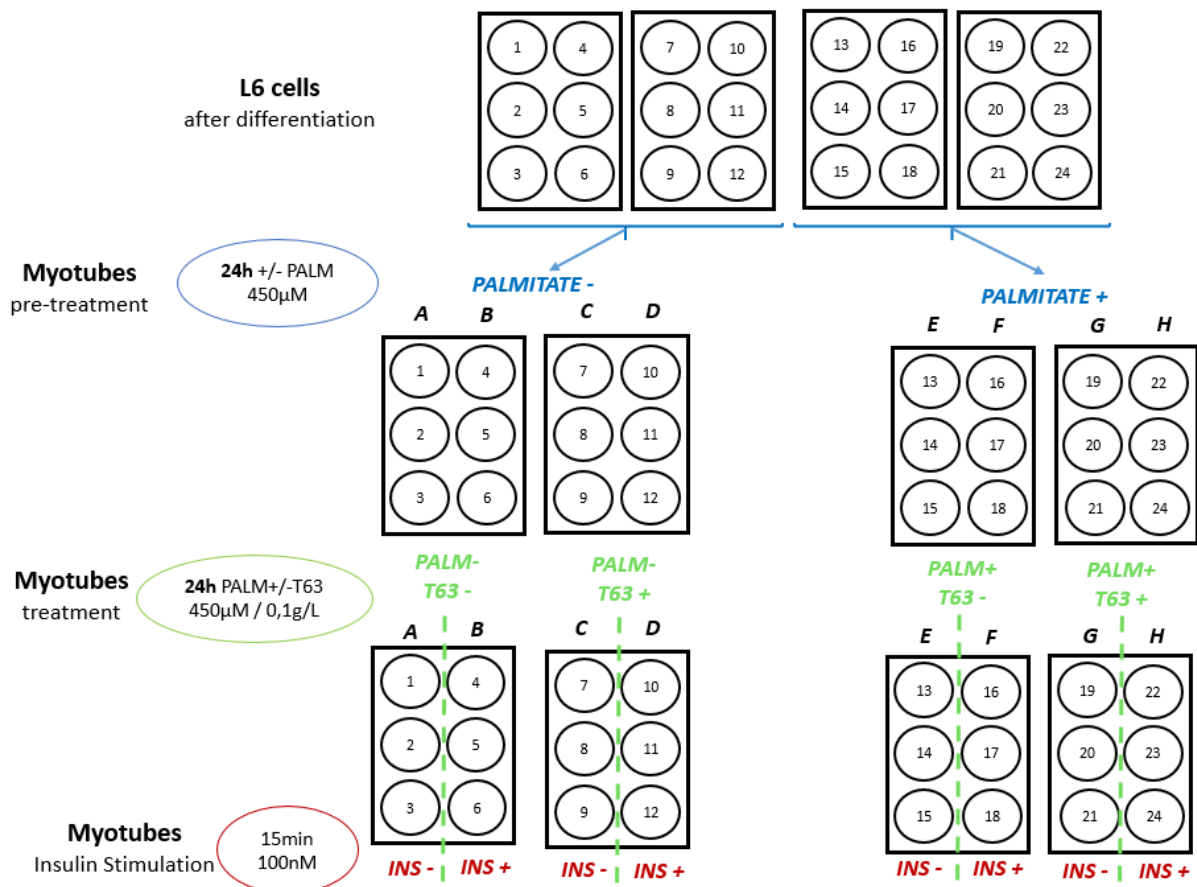 1 4 7 10 13 16 19 22
L6 cells
after differentiation
2 5 8 11 14 17 20 23
3 6 9 12 15 18 21 24
Myotubes
pre-treatment
24h +/- PALM
450µM
PALMITATE -
PALMITATE +
A B C D E F G H
1 4 7 10 13 16 19 22
2 5 8 11 14 17 20 23
3 6 9 12 15 18 21 24
Myotubes
treatment
24h PALM+/-T63
450µM / 0,1g/L
PALM-
T63 -
PALM-
T63 +
PALM+
T63 -
PALM+
T63 +
A B C D E F G H
1 4 7 10 13 16 19 22
2 5 8 11 14 17 20 23
3 6 9 12 15 18 21 24
Myotubes
Insulin Stimulation
15min
100nM
INS - INS + INS - INS + INS - INS + INS - INS +